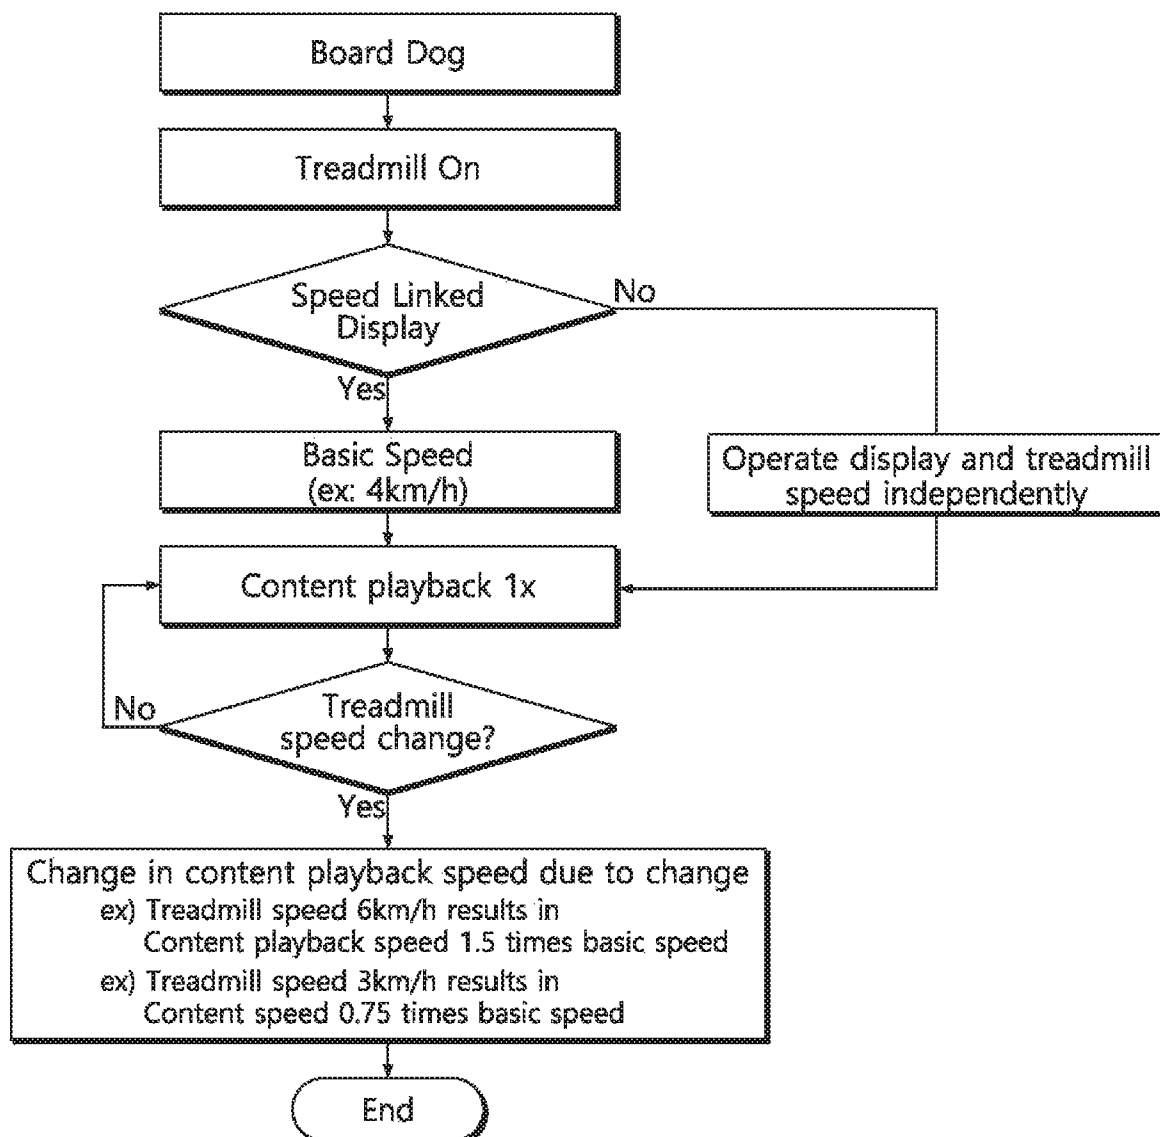 Board Dog
Treadmill On
Speed Linked
Display
No
Yes
Basic Speed
(ex: 4km/h)
Operate display and treadmill
speed independently
Content playback 1x
No
Treadmill
speed change?
Yes
Change in content playback speed due to change
ex) Treadmill speed 6km/h results in
Content playback speed 1.5 times basic speed
ex) Treadmill speed 3km/h results in
Content speed 0.75 times basic speed
End